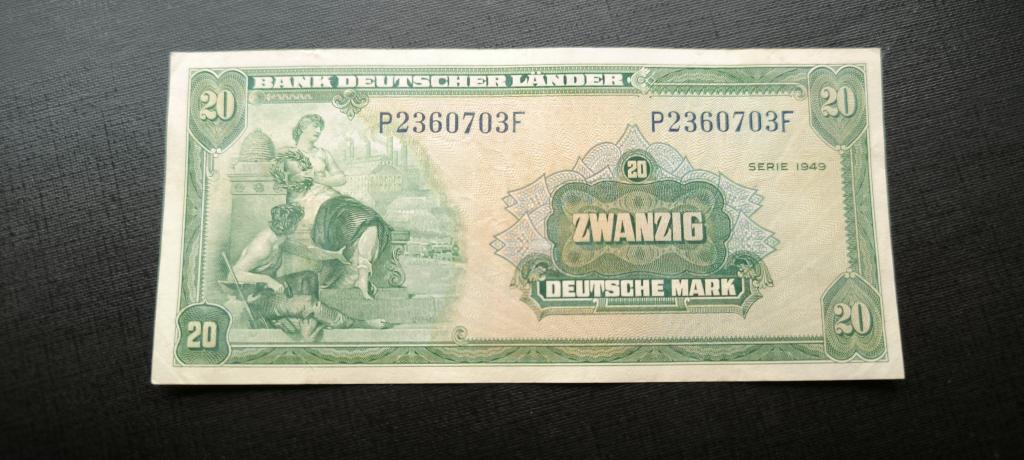 BANK DEUTSCHER LÄNDER
20
20
P2360703F
P2360703F
SERIE 1949
20
ZWANZIG
DEUTSCHE MARK
20
20